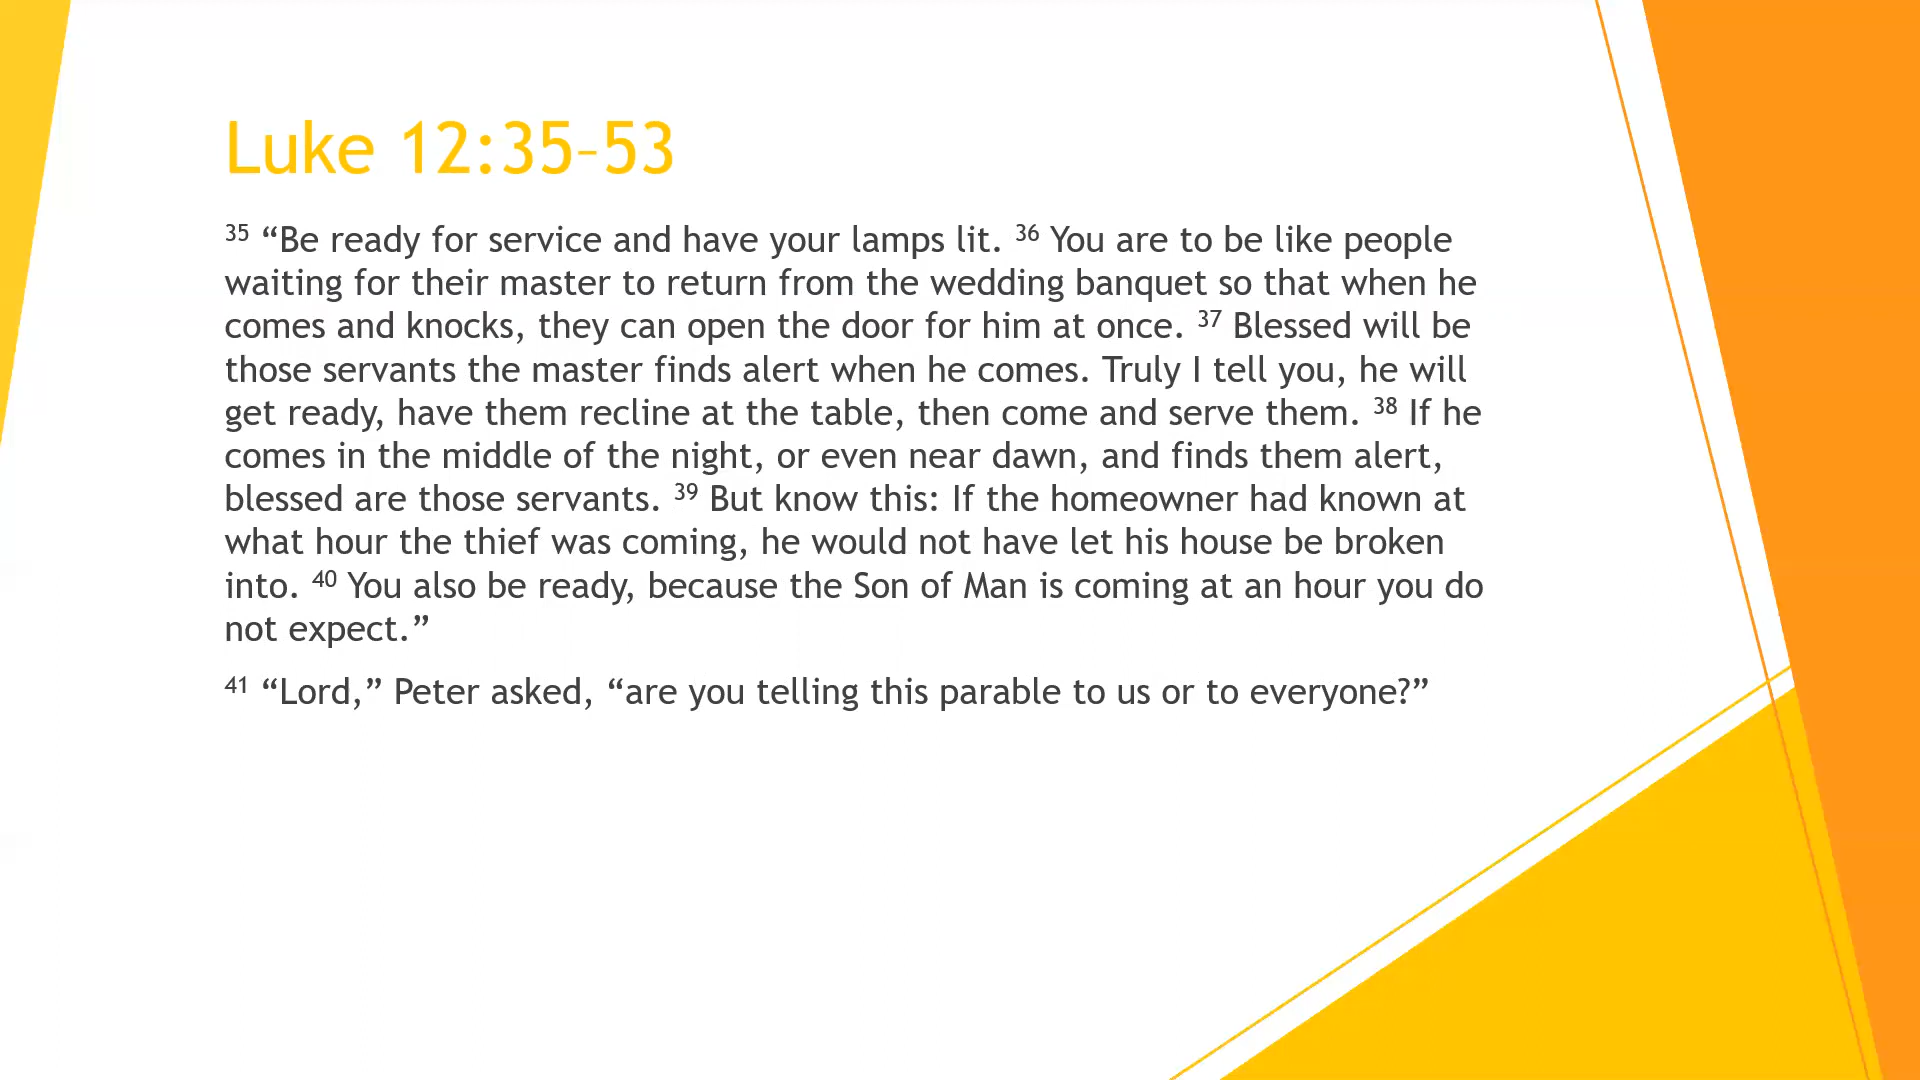 Luke 12:35–53
35 “Be ready for service and have your lamps lit. 36 You are to be like people
waiting for their master to return from the wedding banquet so that when he
comes and knocks, they can open the door for him at once. 37 Blessed will be
those servants the master finds alert when he comes. Truly I tell you, he will
get ready, have them recline at the table, then come and serve them. 38 If he
comes in the middle of the night, or even near dawn, and finds them alert,
blessed are those servants. 39 But know this: If the homeowner had known at
what hour the thief was coming, he would not have let his house be broken
into. 40 You also be ready, because the Son of Man is coming at an hour you do
not expect.”
41 “Lord,” Peter asked, “are you telling this parable to us or to everyone?”